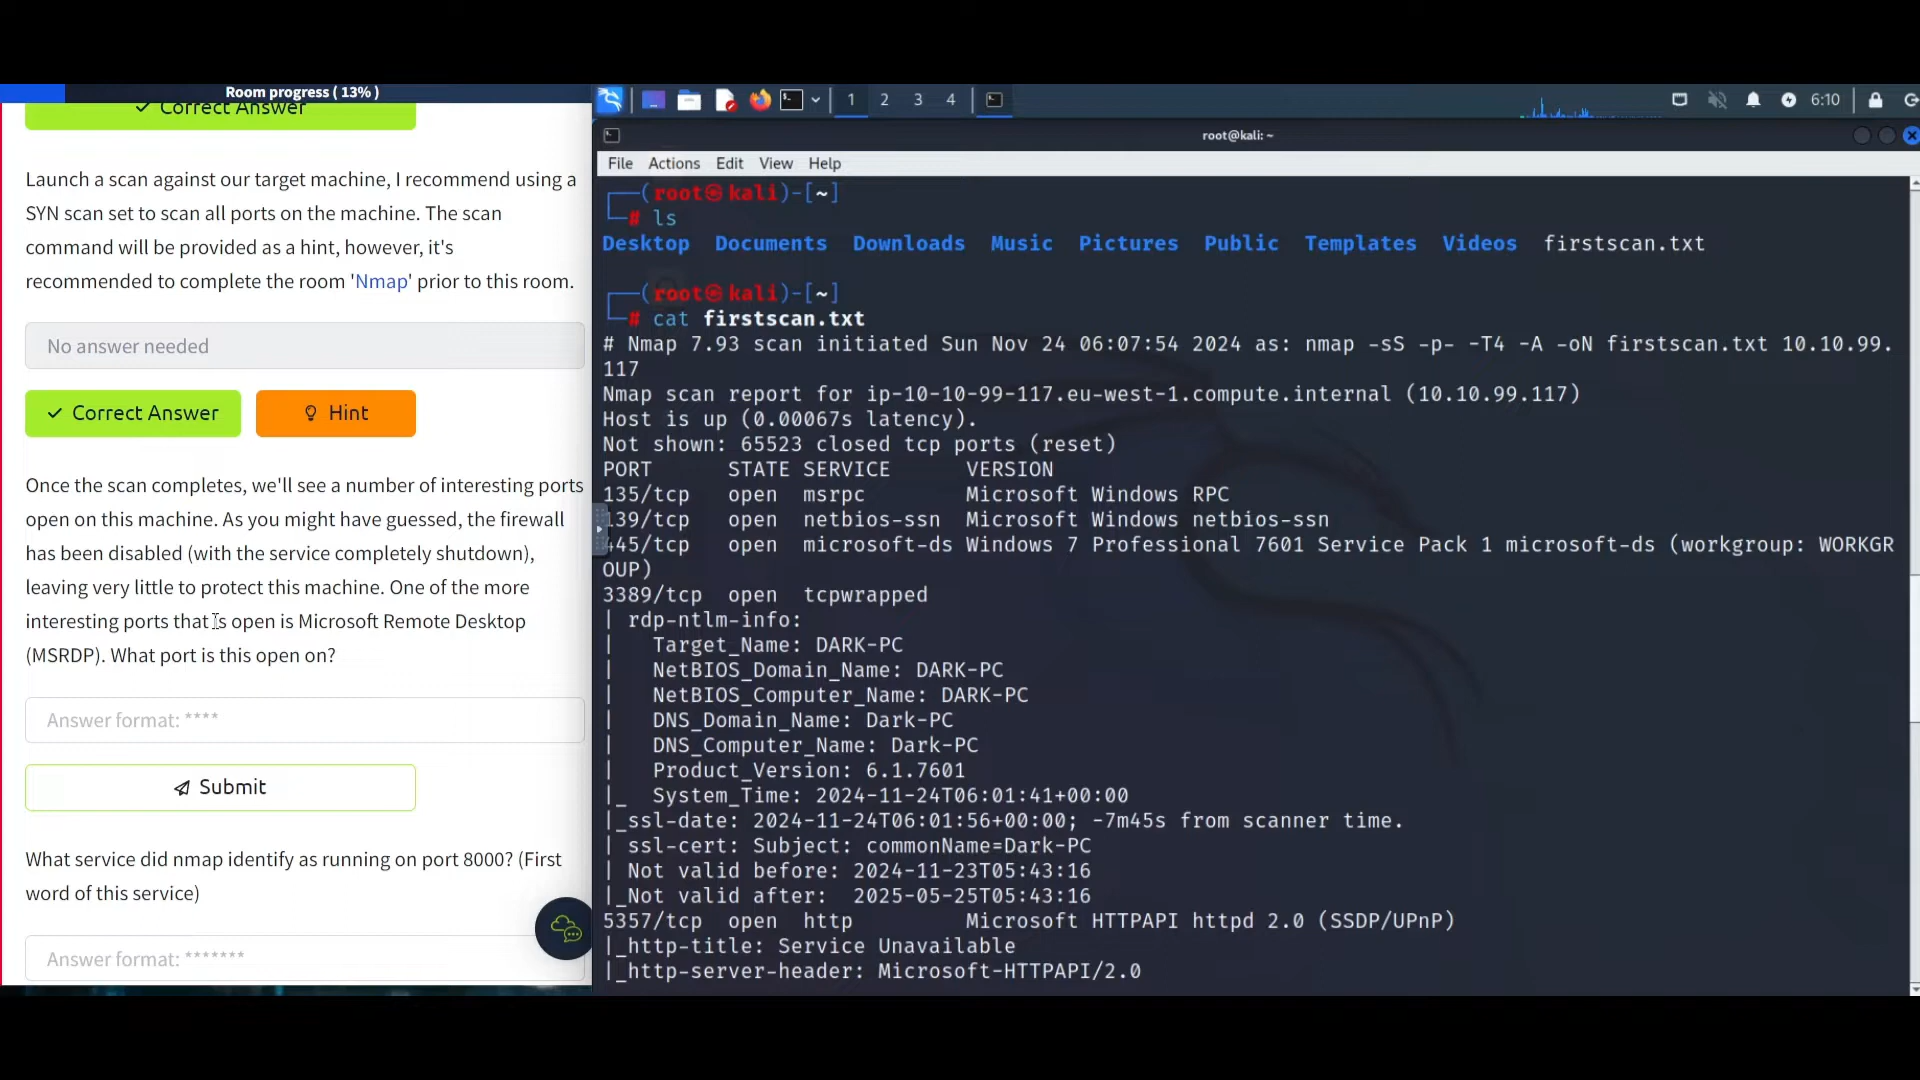 Room progress ( 13% )
Correct Answer
Launch a scan against our target machine, I recommend using a
SYN scan set to scan all ports on the machine. The scan
command will be provided as a hint, however, it's
recommended to complete the room 'Nmap' prior to this room.
No answer needed
Correct Answer
Hint
Once the scan completes, we'll see a number of interesting ports
open on this machine. As you might have guessed, the firewall
has been disabled (with the service completely shutdown),
leaving very little to protect this machine. One of the more
interesting ports that is open is Microsoft Remote Desktop
(MSRDP). What port is this open on?
Answer format: ****
Submit
What service did nmap identify as running on port 8000? (First
word of this service)
Answer format: *******
1 2 3 4
6:10
root@kali: ~
File Actions Edit View Help
┌──(root㉿kali)-[~]
└─# ls
Desktop Documents Downloads Music Pictures Public Templates Videos firstscan.txt
┌──(root㉿kali)-[~]
└─# cat firstscan.txt
# Nmap 7.93 scan initiated Sun Nov 24 06:07:54 2024 as: nmap -sS -p- -T4 -A -oN firstscan.txt 10.10.99.
117
Nmap scan report for ip-10-10-99-117.eu-west-1.compute.internal (10.10.99.117)
Host is up (0.00067s latency).
Not shown: 65523 closed tcp ports (reset)
PORT STATE SERVICE VERSION
135/tcp open msrpc Microsoft Windows RPC
139/tcp open netbios-ssn Microsoft Windows netbios-ssn
445/tcp open microsoft-ds Windows 7 Professional 7601 Service Pack 1 microsoft-ds (workgroup: WORKGR
OUP)
3389/tcp open tcpwrapped
| rdp-ntlm-info:
| Target_Name: DARK-PC
| NetBIOS_Domain_Name: DARK-PC
| NetBIOS_Computer_Name: DARK-PC
| DNS_Domain_Name: Dark-PC
| DNS_Computer_Name: Dark-PC
| Product_Version: 6.1.7601
|_ System_Time: 2024-11-24T06:01:41+00:00
|_ssl-date: 2024-11-24T06:01:56+00:00; -7m45s from scanner time.
| ssl-cert: Subject: commonName=Dark-PC
| Not valid before: 2024-11-23T05:43:16
|_Not valid after: 2025-05-25T05:43:16
5357/tcp open http Microsoft HTTPAPI httpd 2.0 (SSDP/UPnP)
|_http-title: Service Unavailable
|_http-server-header: Microsoft-HTTPAPI/2.0